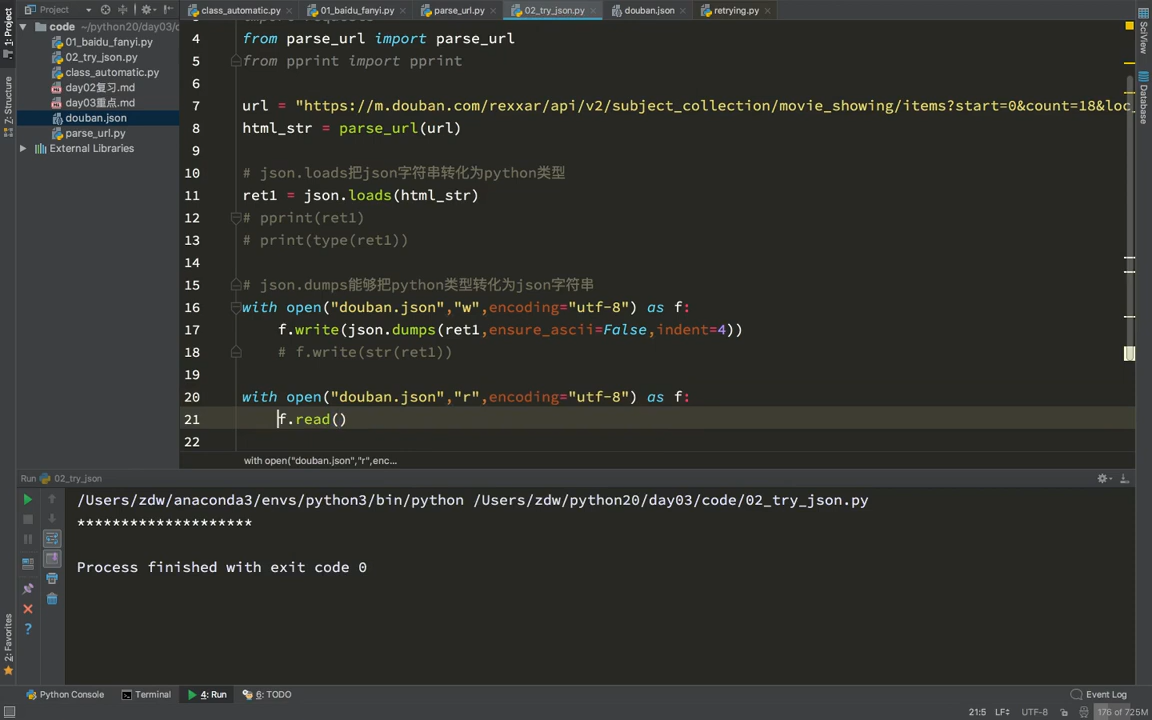 Project
class_automatic.py
01_baidu_fanyi.py
parse_url.py
02_try_json.py
douban.json
retrying.py
1: Project
Z: Structure
2: Favorites
SciView
Database
code ~/python20/day03/c
01_baidu_fanyi.py
02_try_json.py
class_automatic.py
day02复习.md
day03重点.md
douban.json
parse_url.py
External Libraries
4 from parse_url import parse_url
5 from pprint import pprint
6
7 url = "https://m.douban.com/rexxar/api/v2/subject_collection/movie_showing/items?start=0&count=18&loc_
8 html_str = parse_url(url)
9
10 # json.loads把json字符串转化为python类型
11 ret1 = json.loads(html_str)
12 # pprint(ret1)
13 # print(type(ret1))
14
15 # json.dumps能够把python类型转化为json字符串
16 with open("douban.json","w",encoding="utf-8") as f:
17 f.write(json.dumps(ret1,ensure_ascii=False,indent=4))
18 # f.write(str(ret1))
19
20 with open("douban.json","r",encoding="utf-8") as f:
21 f.read()
22
with open("douban.json","r",enc...
Run 02_try_json
/Users/zdw/anaconda3/envs/python3/bin/python /Users/zdw/python20/day03/code/02_try_json.py
********************
Process finished with exit code 0
Python Console
Terminal
4: Run
6: TODO
Event Log
21:5 LF÷ UTF-8 176 of 725M